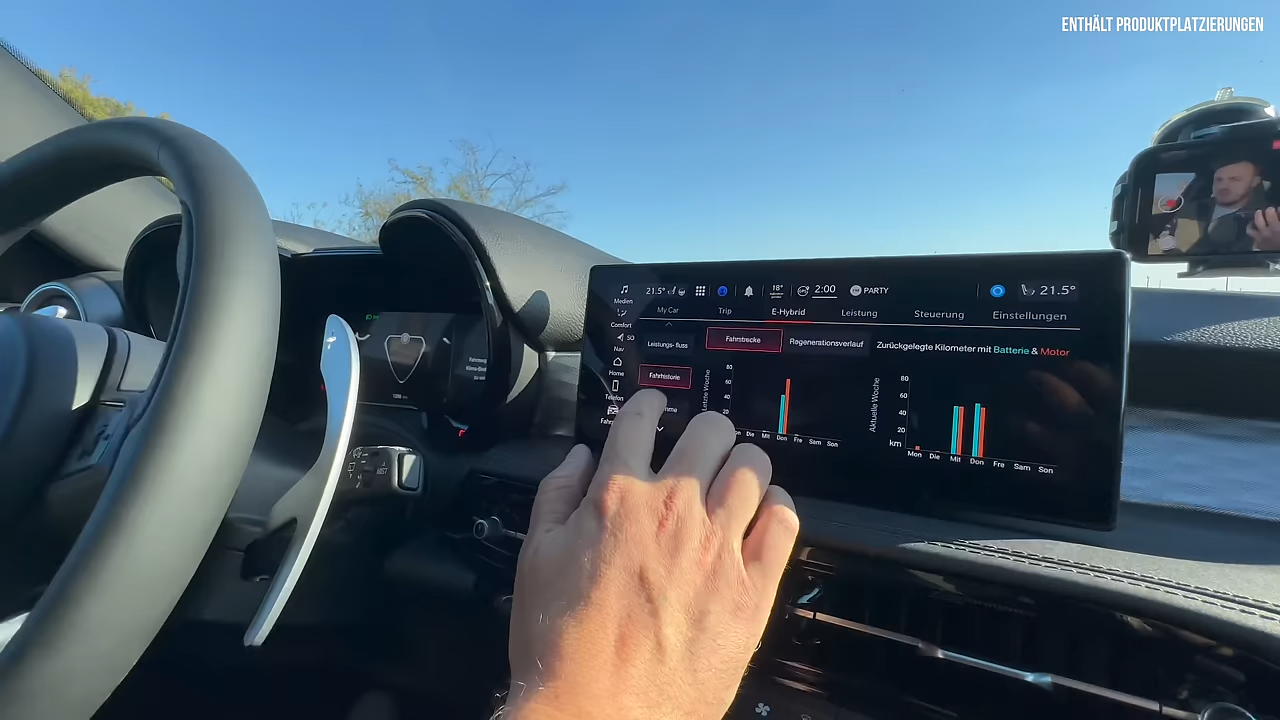 ENTHÄLT PRODUKTPLATZIERUNGEN
21.5° 18° 2:00 PARTY 21.5°
Medien
My Car Trip E-Hybrid Leistung Steuerung Einstellungen
Comfort
Leistungs- fluss Fahrstrecke Regenerationsverlauf Zurückgelegte Kilometer mit Batterie & Motor
Nav
Home
Fahrhistorie
Telefon
Letzte Woche
80
60
40
20
Die Mit Don Fre Sam Son
Aktuelle Woche
80
60
40
20
km
Mon Die Mit Don Fre Sam Son